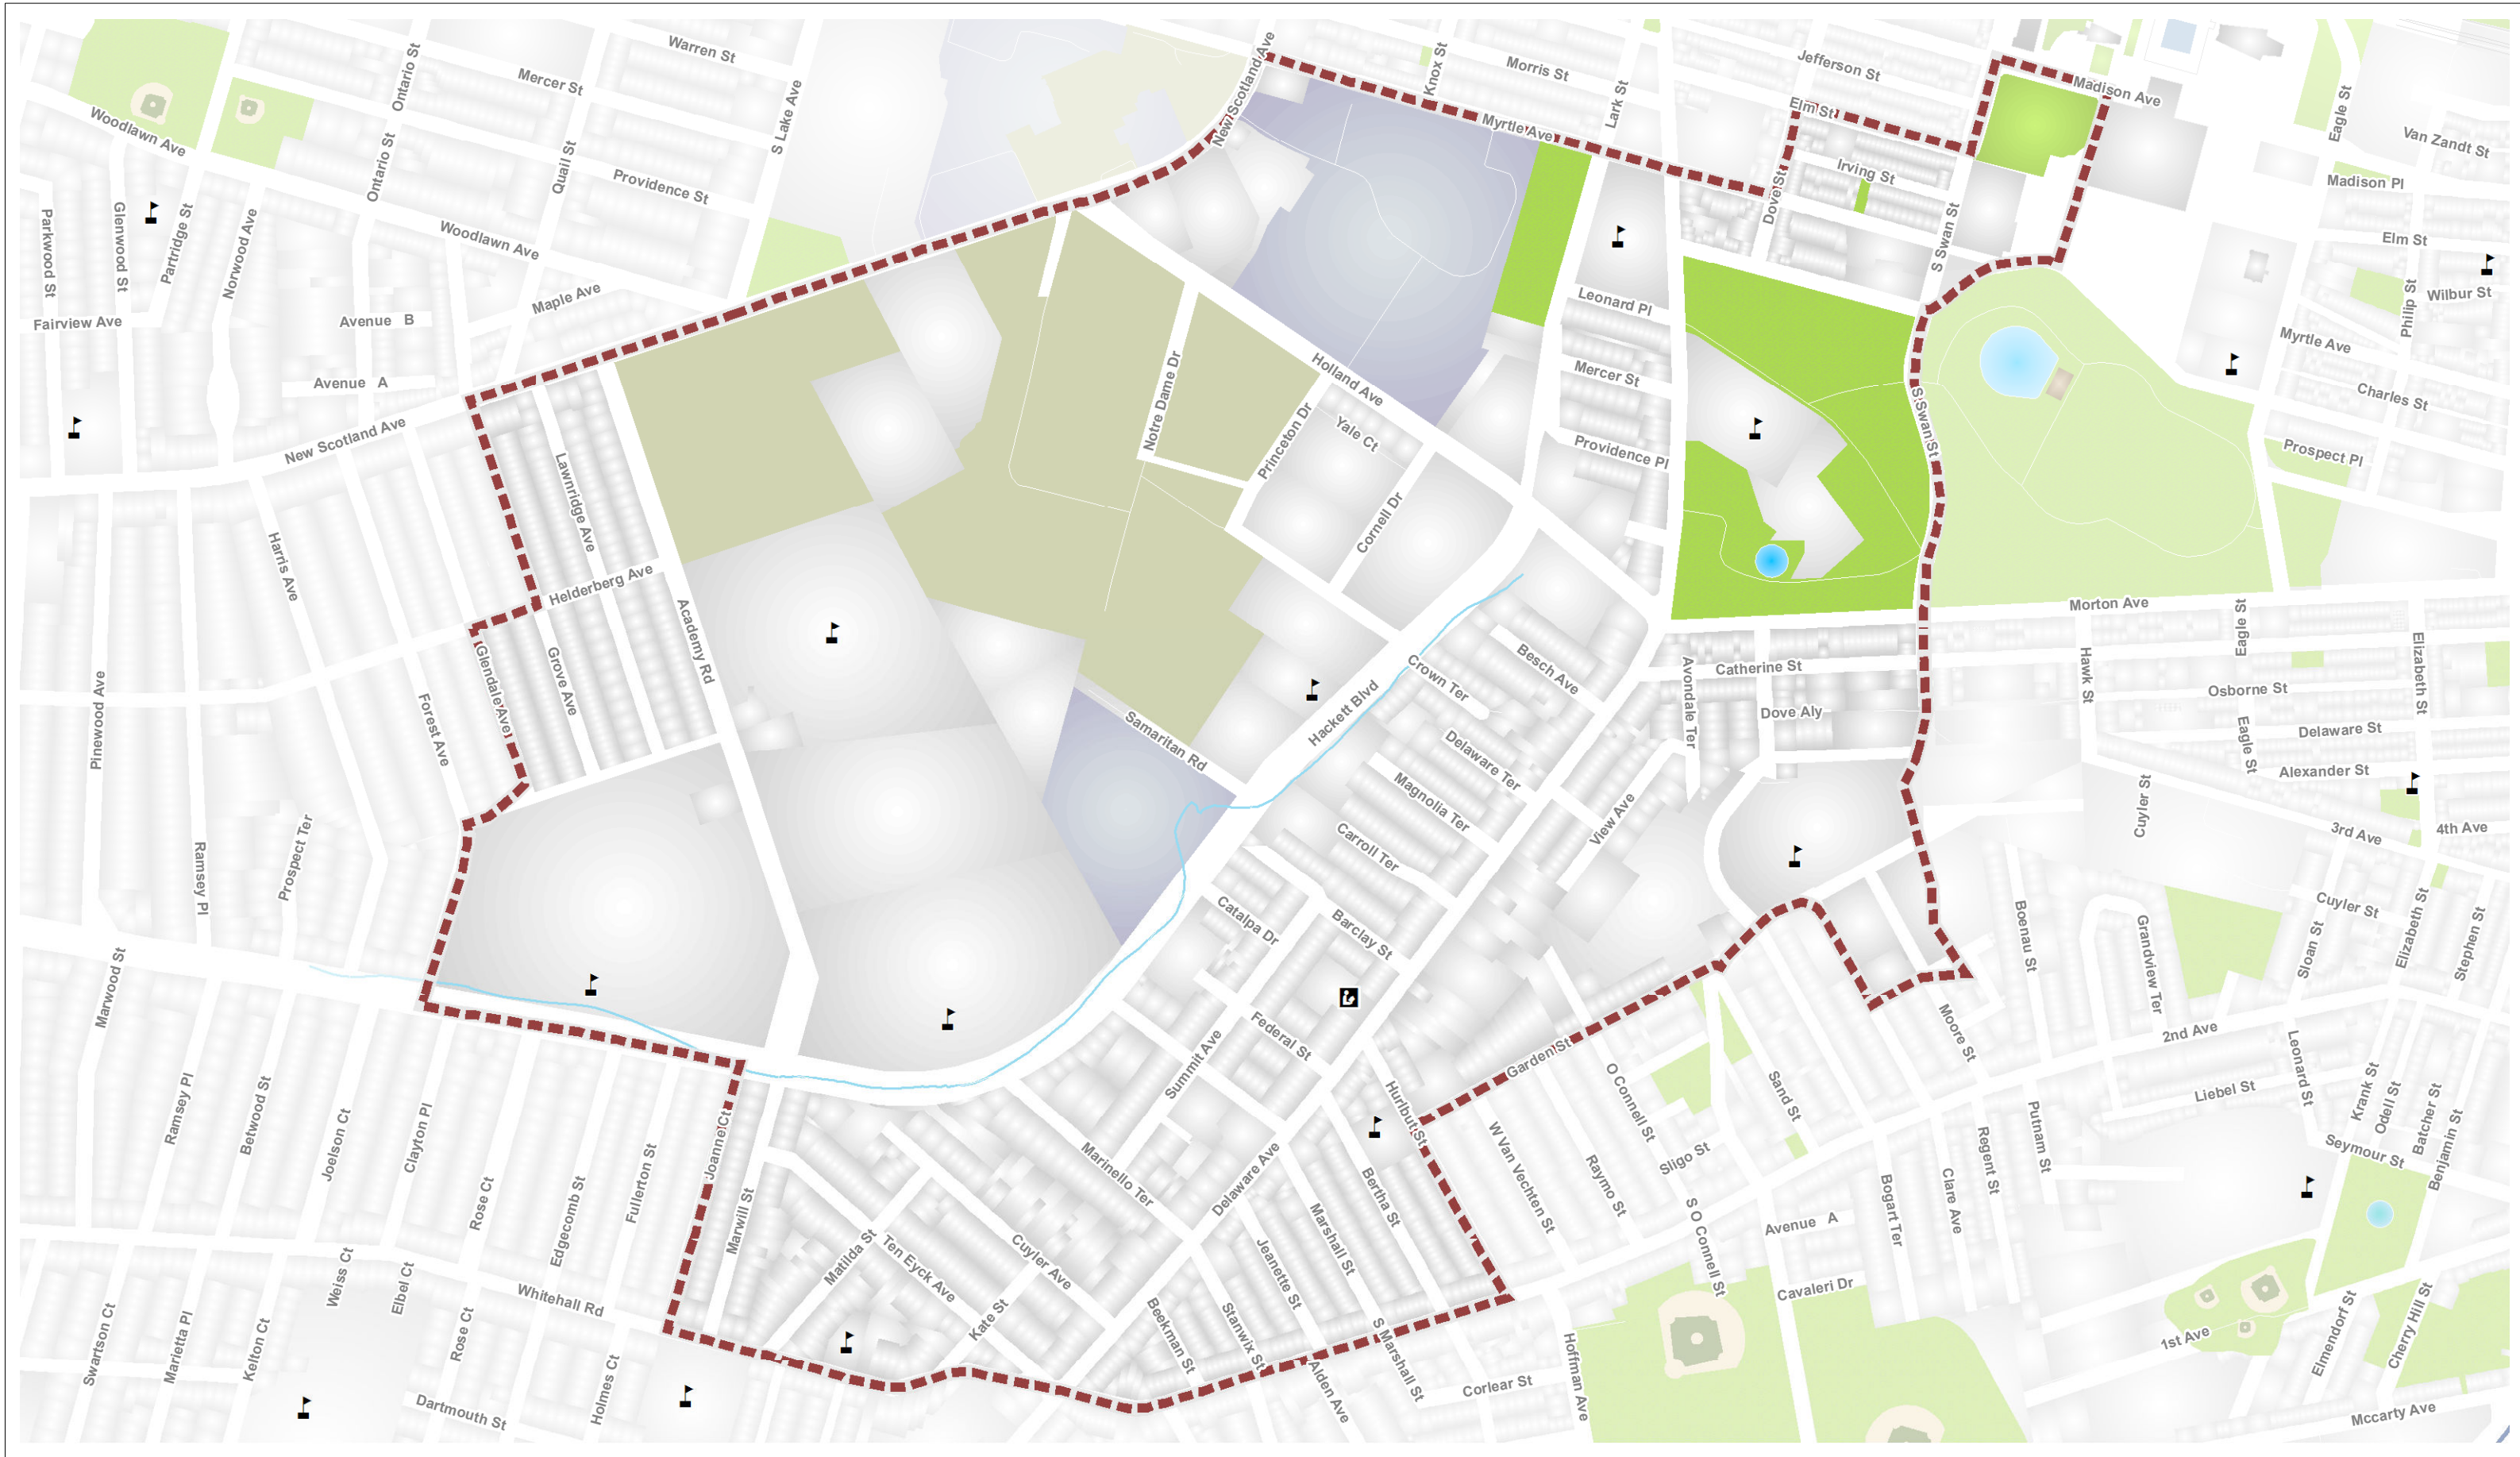 Warren St
Mercer St
Ontario St
S Lake Ave
New Scotland Ave
Knox St
Morris St
Lark St
Jefferson St
Madison Ave
Eagle St
Van Zandt St
Woodlawn Ave
Ontario St
Quail St
Providence St
Myrtle Ave
Elm St
Irving St
Dove St
Madison Pl
Parkwood St
Glenwood St
Partridge St
Norwood Ave
Woodlawn Ave
S Swan St
Elm St
Philip St
Wilbur St
Fairview Ave
Avenue B
Maple Ave
Leonard Pl
Myrtle Ave
Avenue A
Holland Ave
Mercer St
Charles St
Notre Dame Dr
Princeton Dr
Yale Ct
S Swan St
New Scotland Ave
Providence Pl
Prospect Pl
Lawnridge Ave
Cornell Dr
Harris Ave
Helderberg Ave
Morton Ave
Eagle St
Academy Rd
Glendale Ave
Grove Ave
Crown Ter
Besch Ave
Avondale Ter
Catherine St
Hawk St
Elizabeth St
Osborne St
Pinewood Ave
Forest Ave
Samaritan Rd
Hackett Blvd
Dove Aly
Eagle St
Delaware St
Delaware Ter
Alexander St
Magnolia Ter
View Ave
Cuyler St
3rd Ave
4th Ave
Ramsey Pl
Prospect Ter
Carroll Ter
Cuyler St
Catalpa Dr
Barclay St
Boenau St
Grandview Ter
Sloan St
Elizabeth St
Stephen St
Marwood St
Federal St
Moore St
2nd Ave
Summit Ave
Garden St
O Connell St
Sand St
Leonard St
Krank St
Odell St
Batcher St
Benjamin St
Liebel St
Ramsey Pl
Betwood St
Joelson Ct
Clayton Pl
Joanne Ct
Hurlbut St
W Van Vechten St
Raymo St
Sligo St
Regent St
Putnam St
Seymour St
Rose Ct
Edgecomb St
Fullerton St
Marwill St
Marinello Ter
Delaware Ave
Bertha St
Marshall St
S O Connell St
Avenue A
Bogart Ter
Clare Ave
Matilda St
Ten Eyck Ave
Cuyler Ave
Jeanette St
Weiss Ct
Elbel Ct
Whitehall Rd
Kate St
Beekman St
Stanwix St
S Marshall St
Cavaleri Dr
Swartson Ct
Marietta Pl
Kelton Ct
Rose Ct
Holmes Ct
Dartmouth St
Alden Ave
Corlear St
Hoffman Ave
1st Ave
Elmendorf St
Cherry Hill St
Mccarty Ave